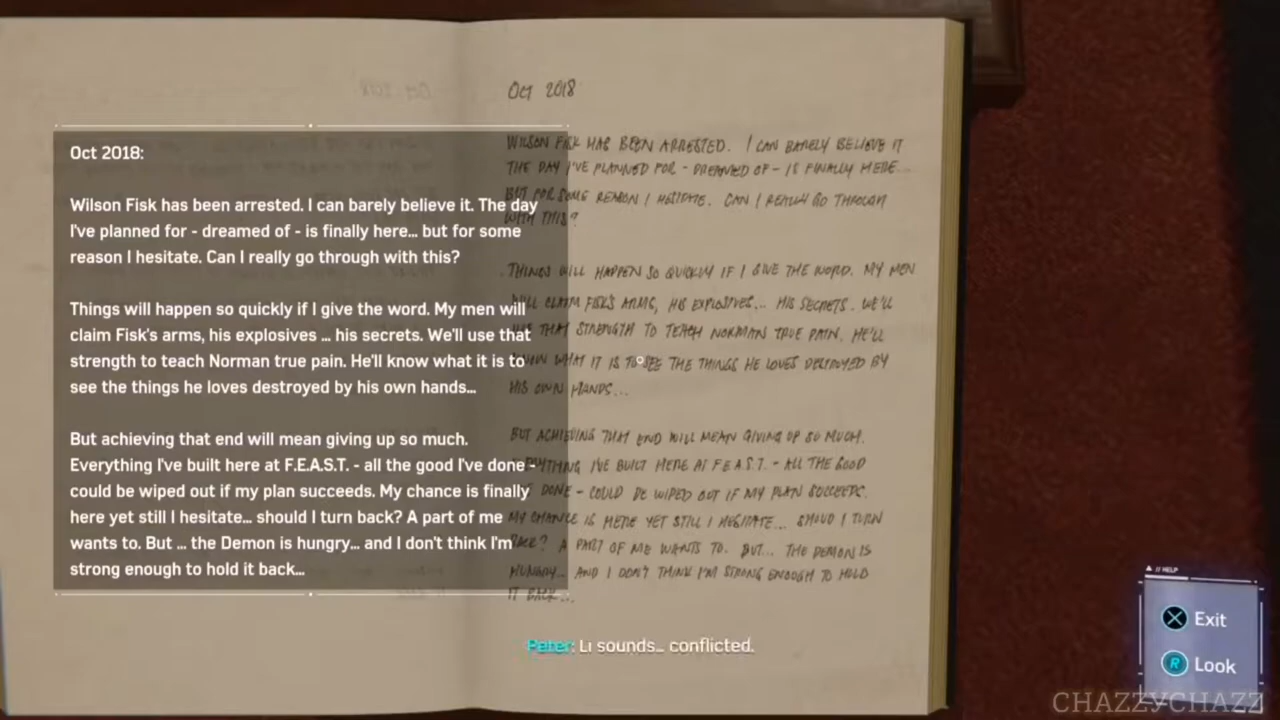 Oct 2018
WILSON FISK HAS BEEN ARRESTED. I CAN BARELY BELIEVE IT
THE DAY I'VE PLANNED FOR - DREAMED OF - IS FINALLY HERE...
BUT FOR SOME REASON I HESITATE. CAN I REALLY GO THROUGH
WITH THIS?
THINGS WILL HAPPEN SO QUICKLY IF I GIVE THE WORD. MY MEN
WILL CLAIM FISK'S ARMS, HIS EXPLOSIVES... HIS SECRETS. WE'LL
USE THAT STRENGTH TO TEACH NORMAN TRUE PAIN. HE'LL
KNOW WHAT IT IS TO SEE THE THINGS HE LOVES DESTROYED BY
HIS OWN HANDS...
BUT ACHIEVING THAT END WILL MEAN GIVING UP SO MUCH.
EVERYTHING I'VE BUILT HERE AT F.E.A.S.T. - ALL THE GOOD
DONE - COULD BE WIPED OUT IF MY PLAN SUCCEEDS.
MY CHANCE IS HERE YET STILL I HESITATE... SHOULD I TURN
BACK? A PART OF ME WANTS TO. BUT... THE DEMON IS
HUNGRY... AND I DON'T THINK I'M STRONG ENOUGH TO HOLD
IT BACK...
Oct 2018:
Wilson Fisk has been arrested. I can barely believe it. The day
I've planned for - dreamed of - is finally here... but for some
reason I hesitate. Can I really go through with this?
Things will happen so quickly if I give the word. My men will
claim Fisk's arms, his explosives ... his secrets. We'll use that
strength to teach Norman true pain. He'll know what it is to
see the things he loves destroyed by his own hands...
But achieving that end will mean giving up so much.
Everything I've built here at F.E.A.S.T. - all the good I've done -
could be wiped out if my plan succeeds. My chance is finally
here yet still I hesitate... should I turn back? A part of me
wants to. But ... the Demon is hungry... and I don't think I'm
strong enough to hold it back...
Peter: Li sounds... conflicted.
IT HELP
Exit
R Look
CHAZZYCHAZZ